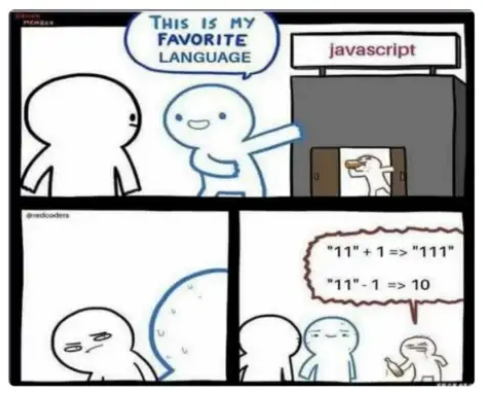 THIS IS MY
FAVORITE
LANGUAGE
javascript
@redcoders
"11" + 1 => "111"
"11" - 1 => 10